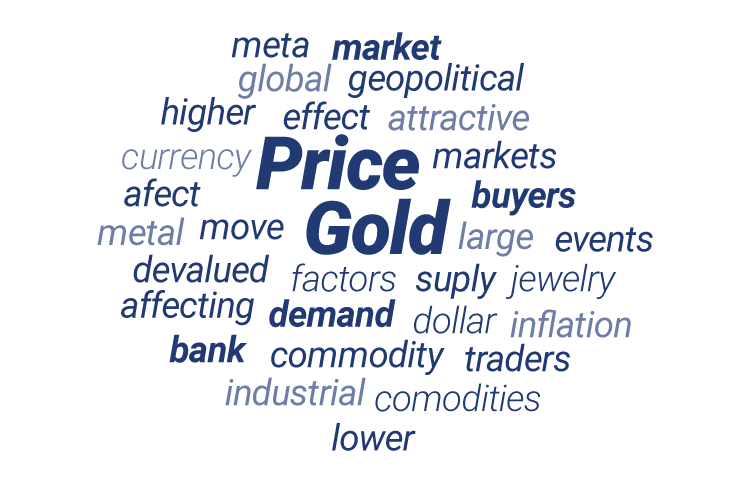 meta market
global geopolitical
higher effect attractive
currency Price markets
afect buyers
metal move Gold large events
devalued factors suply jewelry
affecting demand dollar inflation
bank commodity traders
industrial comodities
lower